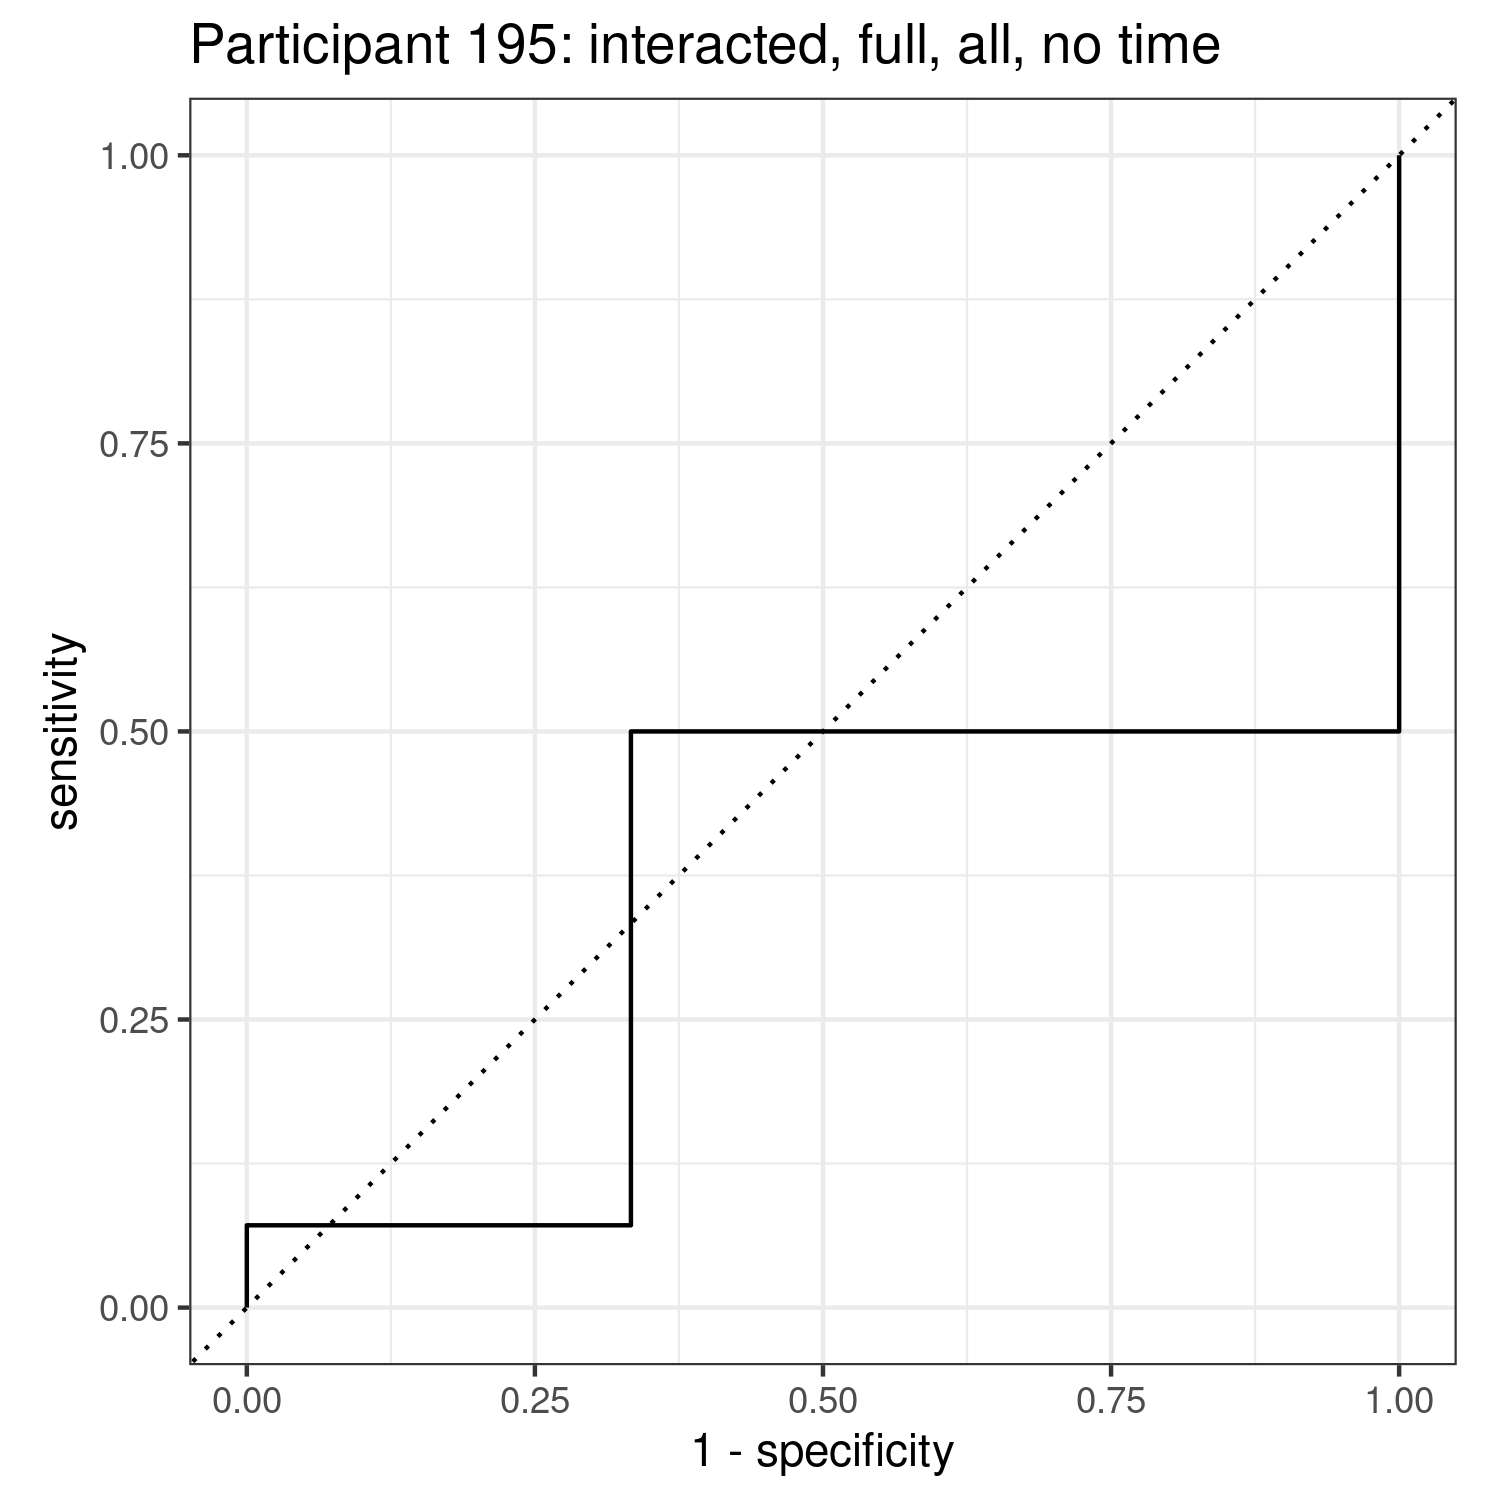 Participant 195: interacted, full, all, no time
1.00
0.75
0.50
0.25
0.00
sensitivity
0.00 0.25 0.50 0.75 1.00
1 - specificity